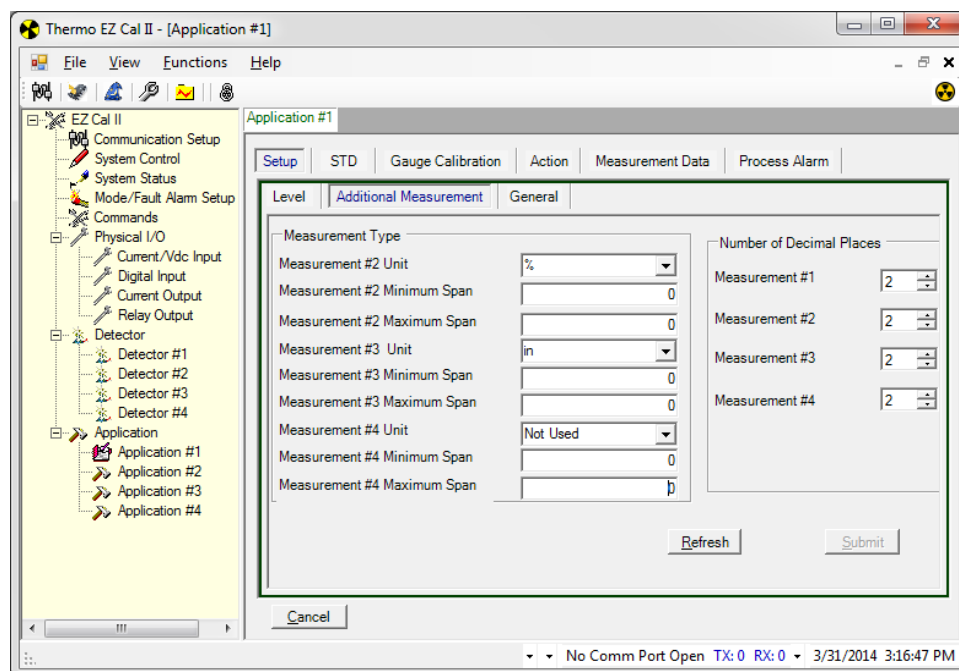 Thermo EZ Cal II - [Application #1]
File View Functions Help
EZ Cal II
Communication Setup
System Control
System Status
Mode/Fault Alarm Setup
Commands
Physical I/O
Current/Vdc Input
Digital Input
Current Output
Relay Output
Detector
Detector #1
Detector #2
Detector #3
Detector #4
Application
Application #1
Application #2
Application #3
Application #4
Application #1
Setup STD Gauge Calibration Action Measurement Data Process Alarm
Level Additional Measurement General
Measurement Type
Measurement #2 Unit %
Measurement #2 Minimum Span 0
Measurement #2 Maximum Span 0
Measurement #3 Unit in
Measurement #3 Minimum Span 0
Measurement #3 Maximum Span 0
Measurement #4 Unit Not Used
Measurement #4 Minimum Span 0
Measurement #4 Maximum Span 0
Number of Decimal Places
Measurement #1 2
Measurement #2 2
Measurement #3 2
Measurement #4 2
Refresh Submit
Cancel
No Comm Port Open TX: 0 RX: 0 3/31/2014 3:16:47 PM